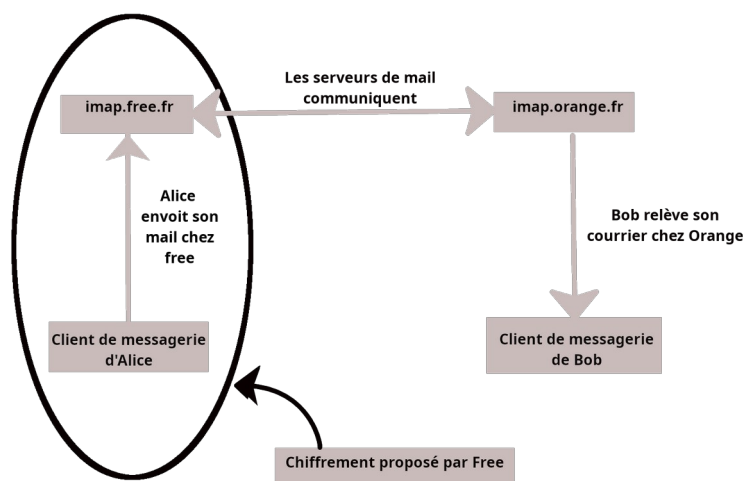 Les serveurs de mail
communiquent
imap.free.fr
imap.orange.fr
Alice
envoit son
mail chez
free
Bob relève son
courrier chez Orange
Client de messagerie
d'Alice
Client de messagerie
de Bob
Chiffrement proposé par Free